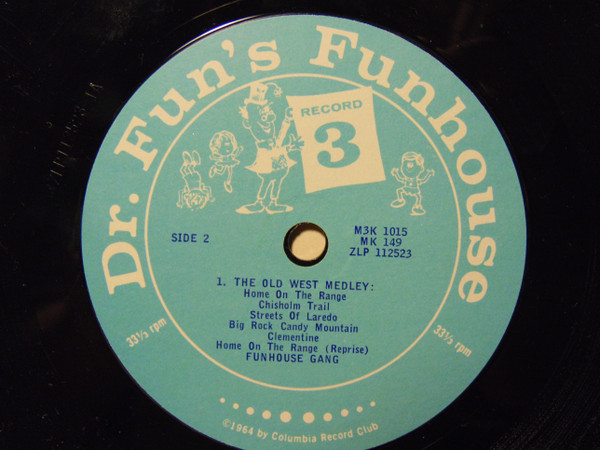 Dr. Fun's Funhouse
RECORD
3
SIDE 2
M3K 1015
MK 149
ZLP 112523
1. THE OLD WEST MEDLEY:
Home On The Range
Chisholm Trail
Streets Of Laredo
Big Rock Candy Mountain
Clementine
Home On The Range (Reprise)
FUNHOUSE GANG
33⅓ rpm
33⅓ rpm
©1964 by Columbia Record Club